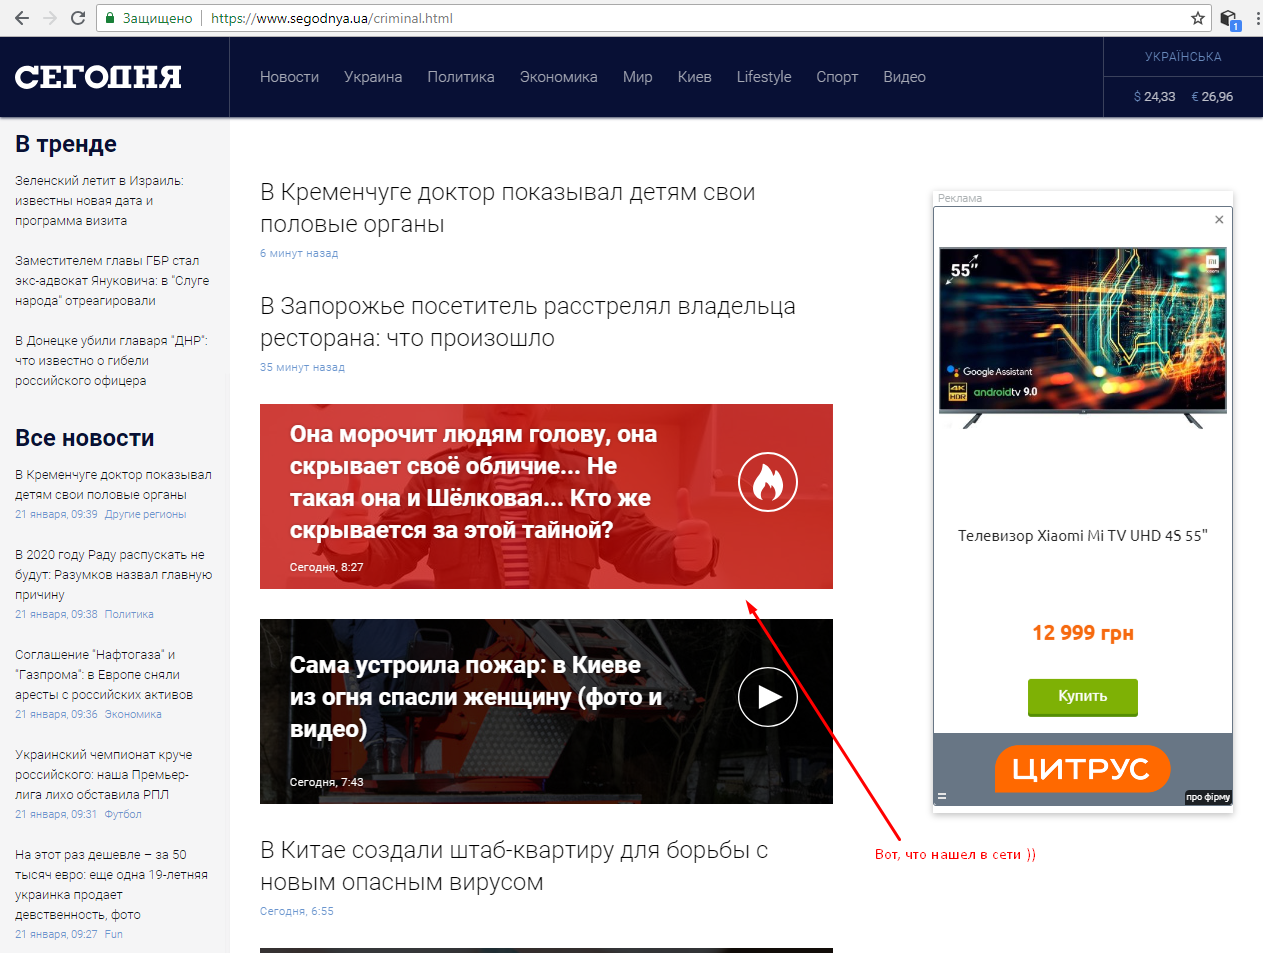 Защищено
https://www.segodnya.ua/criminal.html
1
СЕГОДНЯ
Новости Украина Политика Экономика Мир Киев Lifestyle Спорт Видео
УКРАЇНСЬКА
$ 24,33 € 26,96
В тренде
Зеленский летит в Израиль:
известны новая дата и
программа визита
Заместителем главы ГБР стал
экс-адвокат Януковича: в "Слуге
народа" отреагировали
В Донецке убили главаря "ДНР":
что известно о гибели
российского офицера
Все новости
В Кременчуге доктор показывал
детям свои половые органы
21 января, 09:39 Другие регионы
В 2020 году Раду распускать не
будут: Разумков назвал главную
причину
21 января, 09:38 Политика
Соглашение "Нафтогаза" и
"Газпрома": в Европе сняли
аресты с российских активов
21 января, 09:36 Экономика
Украинский чемпионат круче
российского: наша Премьер-
лига лихо обставила РПЛ
21 января, 09:31 Футбол
На этот раз дешевле – за 50
тысяч евро: еще одна 19-летняя
украинка продает
девственность, фото
21 января, 09:27 Fun
В Кременчуге доктор показывал детям свои
половые органы
6 минут назад
В Запорожье посетитель расстрелял владельца
ресторана: что произошло
35 минут назад
Она морочит людям голову, она
скрывает своё обличие... Не
такая она и Шёлковая... Кто же
скрывается за этой тайной?
Сегодня, 8:27
Сама устроила пожар: в Киеве
из огня спасли женщину (фото и
видео)
Сегодня, 7:43
В Китае создали штаб-квартиру для борьбы с
новым опасным вирусом
Сегодня, 6:55
Реклама
55"
Google Assistant
4K HDR androidtv 9.0
Телевизор Xiaomi Mi TV UHD 4S 55"
12 999 грн
Купить
ЦИТРУС
про фірму
Вот, что нашел в сети ))